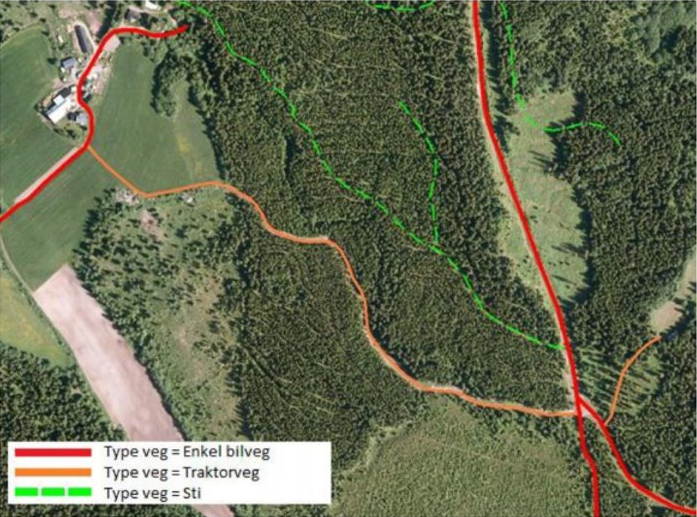 Type veg = Enkel bilveg
Type veg = Traktorveg
Type veg = Sti